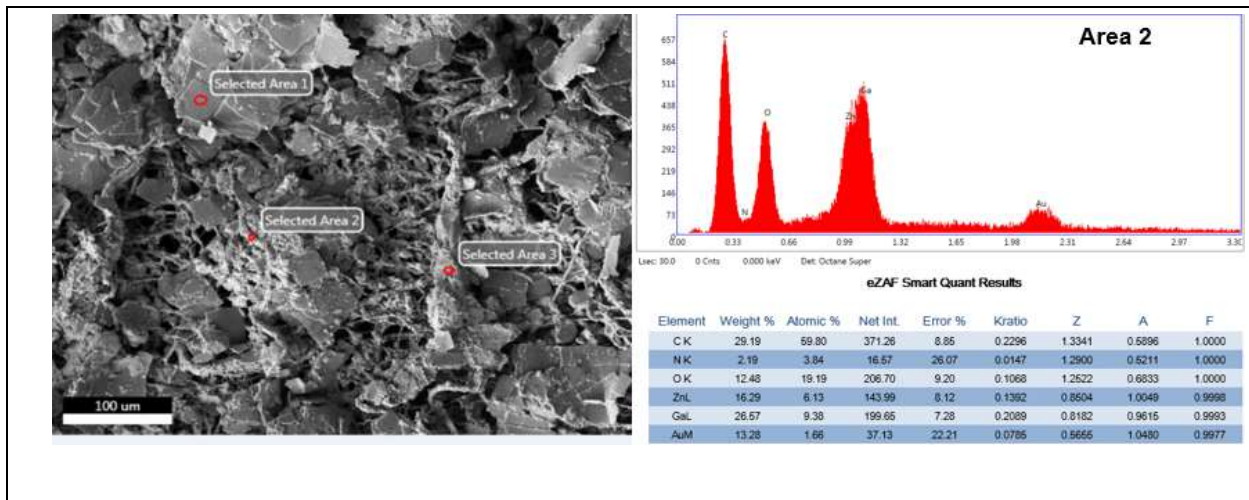 Selected Area 1
Selected Area 2
Selected Area 3
100 um
Area 2
657
584
511
438
365
292
219
146
71
0
C
N
O
Zn
Ga
Au
0.00 0.33 0.66 0.99 1.32 1.65 1.98 2.31 2.64 2.97 3.30
Lsec: 30.0 0 Cnts 0.000 keV Det: Octane Super
eZAF Smart Quant Results
Element Weight % Atomic % Net Int. Error % Kratio Z A F
C K 29.19 59.80 371.26 8.85 0.2296 1.3341 0.5896 1.0000
N K 2.19 3.84 16.57 26.07 0.0147 1.2900 0.5211 1.0000
O K 12.48 19.19 206.70 9.20 0.1068 1.2522 0.6833 1.0000
ZnL 16.29 6.13 143.99 8.12 0.1392 0.8504 1.0049 0.9998
GaL 26.57 9.38 199.65 7.28 0.2089 0.8182 0.9615 0.9993
AuM 13.28 1.66 37.13 22.21 0.0785 0.5655 1.0480 0.9977